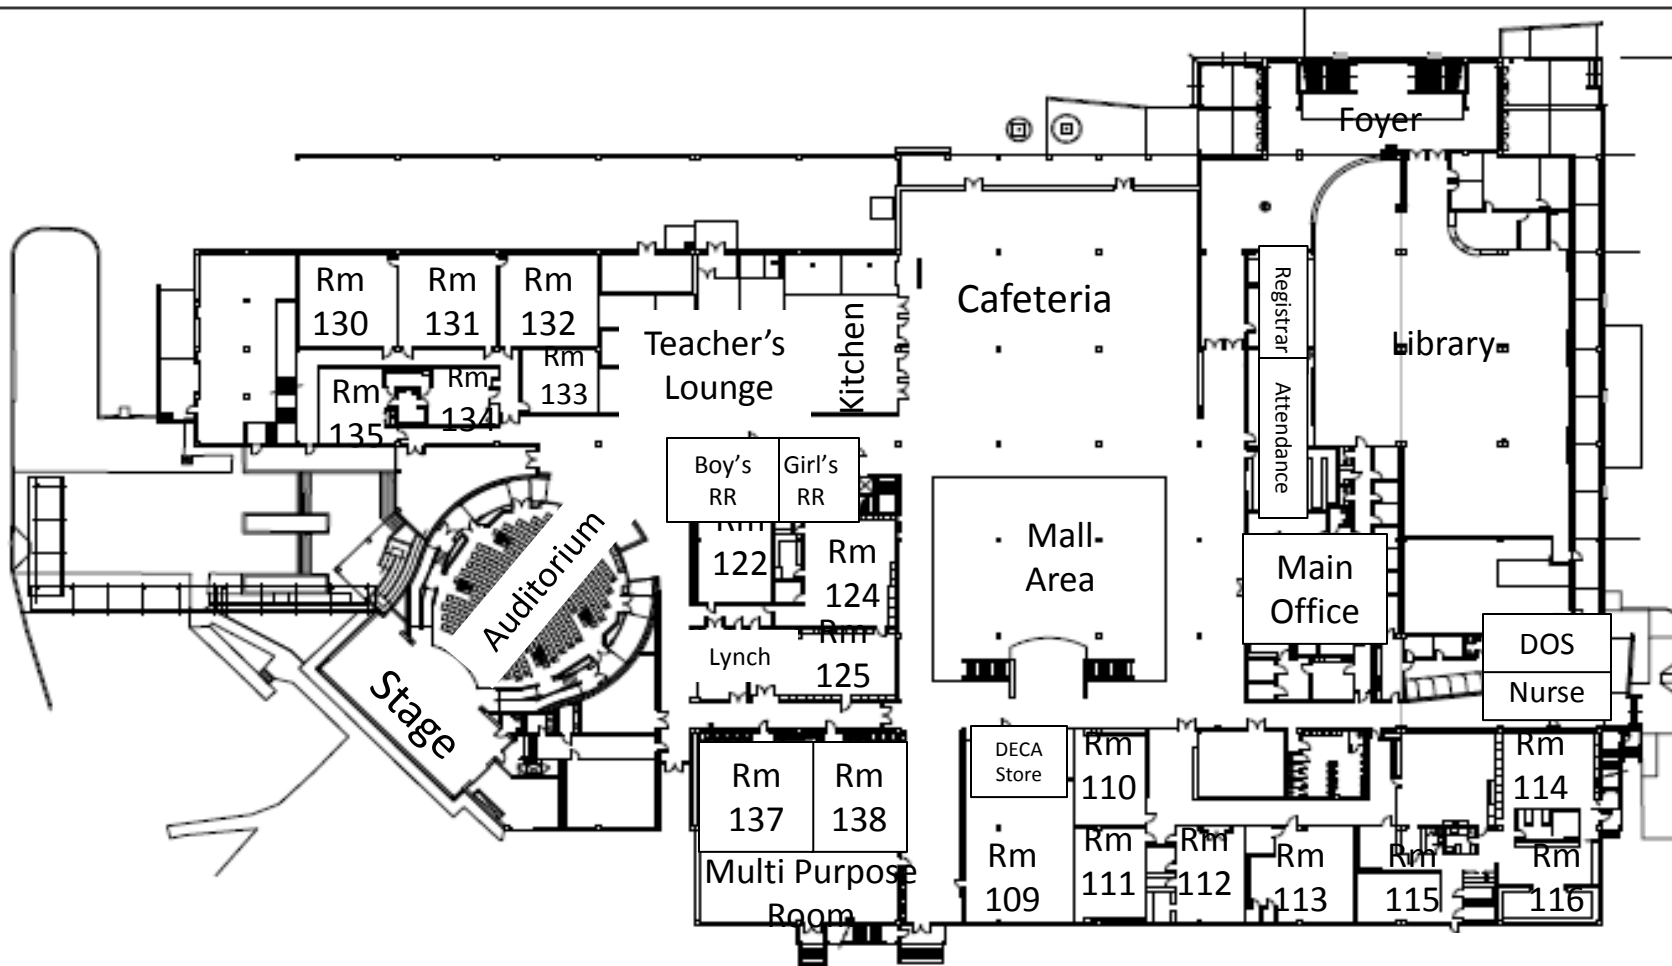 Foyer
Registrar
Attendance
Library
Cafeteria
Kitchen
Teacher's
Lounge
Rm
130
Rm
131
Rm
132
Rm
133
Rm
134
Rm
135
Boy's
RR
Girl's
RR
Rm
122
Rm
124
Rm
125
Lynch
Auditorium
Stage
Mall
Area
Main
Office
DOS
Nurse
DECA
Store
Rm
137
Rm
138
Multi Purpose
Room
Rm
109
Rm
110
Rm
111
Rm
112
Rm
113
Rm
114
Rm
115
Rm
116